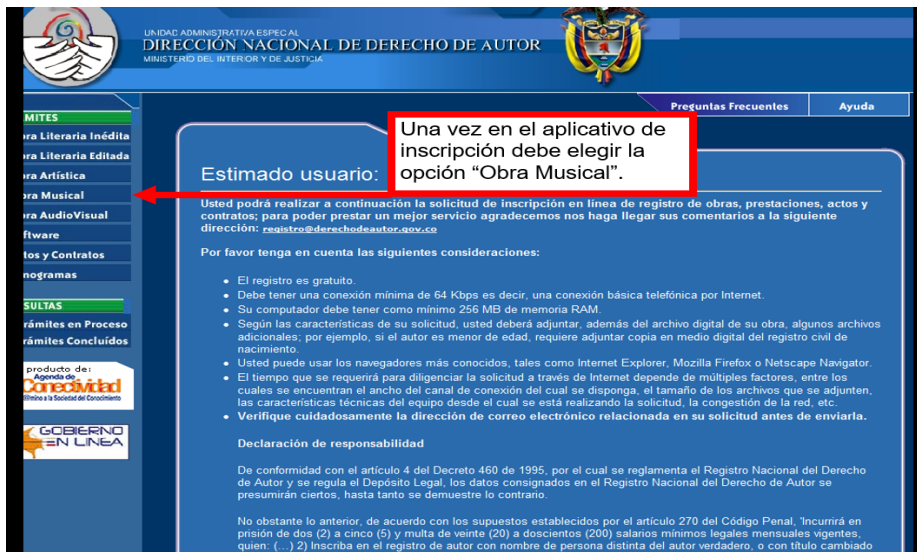 UNIDAD ADMINISTRATIVA ESPECIAL
DIRECCIÓN NACIONAL DE DERECHO DE AUTOR
MINISTERIO DEL INTERIOR Y DE JUSTICIA
Preguntas Frecuentes
Ayuda
MITES
ra Literaria Inédita
ra Literaria Editada
ra Artística
ra Musical
ra AudioVisual
ftware
tos y Contratos
nogramas
SULTAS
rámites en Proceso
rámites Concluídos
producto de:
Agenda de
Conectividad
El camino a la Sociedad del Conocimiento
GOBIERNO
EN LINEA
Una vez en el aplicativo de
inscripción debe elegir la
opción “Obra Musical”.
Estimado usuario:
Usted podrá realizar a continuación la solicitud de inscripción en línea de registro de obras, prestaciones, actos y
contratos; para poder prestar un mejor servicio agradecemos nos haga llegar sus comentarios a la siguiente
dirección: registro@derechodeautor.gov.co
Por favor tenga en cuenta las siguientes consideraciones:
• El registro es gratuito.
• Debe tener una conexión mínima de 64 Kbps es decir, una conexión básica telefónica por Internet.
• Su computador debe tener como mínimo 256 MB de memoria RAM.
• Según las características de su solicitud, usted deberá adjuntar, además del archivo digital de su obra, algunos archivos
adicionales; por ejemplo, si el autor es menor de edad, requiere adjuntar copia en medio digital del registro civil de
nacimiento.
• Usted puede usar los navegadores más conocidos, tales como Internet Explorer, Mozilla Firefox o Netscape Navigator.
• El tiempo que se requerirá para diligenciar la solicitud a través de Internet depende de múltiples factores, entre los
cuales se encuentran el ancho del canal de conexión del cual se disponga, el tamaño de los archivos que se adjunten,
las características técnicas del equipo desde el cual se está realizando la solicitud, la congestión de la red, etc.
• Verifique cuidadosamente la dirección de correo electrónico relacionada en su solicitud antes de enviarla.
Declaración de responsabilidad
De conformidad con el artículo 4 del Decreto 460 de 1995, por el cual se reglamenta el Registro Nacional del Derecho
de Autor y se regula el Depósito Legal, los datos consignados en el Registro Nacional del Derecho de Autor se
presumirán ciertos, hasta tanto se demuestre lo contrario.
No obstante lo anterior, de acuerdo con los supuestos establecidos por el artículo 270 del Código Penal, 'Incurrirá en
prisión de dos (2) a cinco (5) y multa de veinte (20) a doscientos (200) salarios mínimos legales mensuales vigentes,
quien: (...) 2) Inscriba en el registro de autor con nombre de persona distinta del autor verdadero, o con título cambiado